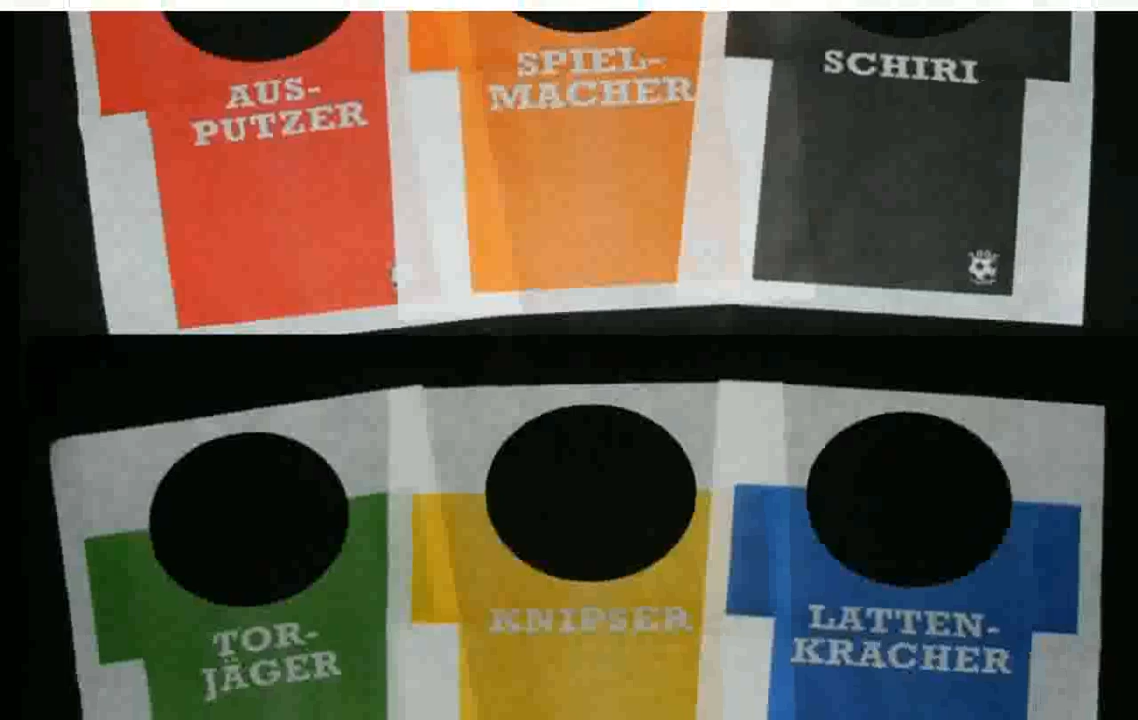 AUS-
PUTZER
SPIEL-
MACHER
SCHIRI
TOR-
JÄGER
KNIPSER
LATTEN-
KRACHER